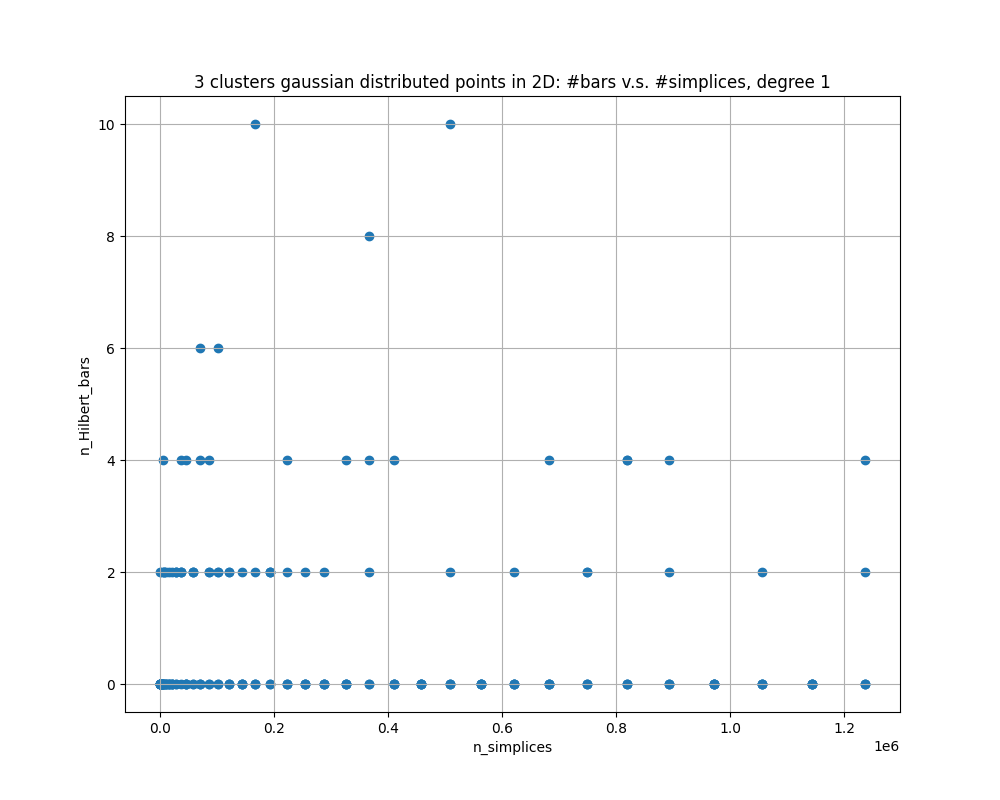 3 clusters gaussian distributed points in 2D: #bars v.s. #simplices, degree 1
10
8
6
4
2
0
n_Hilbert_bars
0.0 0.2 0.4 0.6 0.8 1.0 1.2
1e6
n_simplices